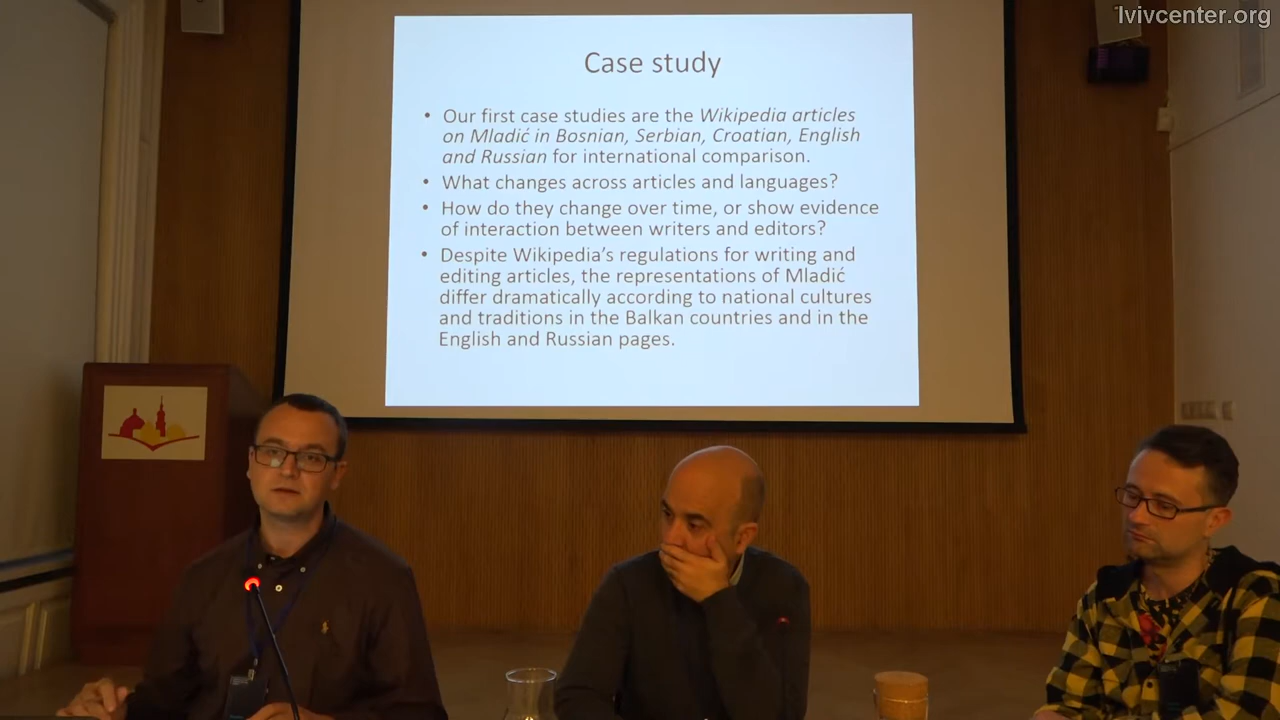 lvivcenter.org
Case study
• Our first case studies are the Wikipedia articles
on Mladić in Bosnian, Serbian, Croatian, English
and Russian for international comparison.
• What changes across articles and languages?
• How do they change over time, or show evidence
of interaction between writers and editors?
• Despite Wikipedia's regulations for writing and
editing articles, the representations of Mladić
differ dramatically according to national cultures
and traditions in the Balkan countries and in the
English and Russian pages.